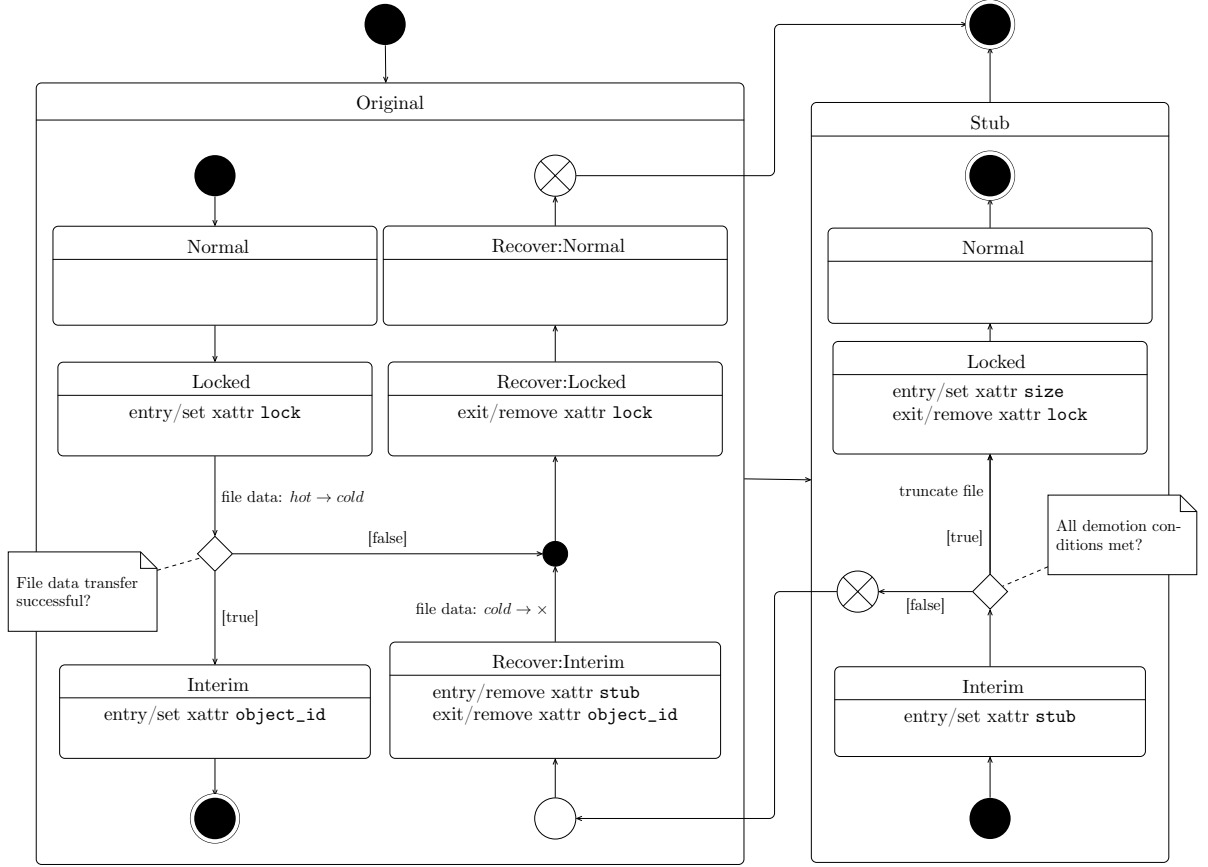 Original
Normal
Locked
entry/set xattr lock
file data: hot → cold
File data transfer
successful?
[false]
[true]
Interim
entry/set xattr object_id
Recover:Normal
Recover:Locked
exit/remove xattr lock
file data: cold → ×
Recover:Interim
entry/remove xattr stub
exit/remove xattr object_id
Stub
Normal
Locked
entry/set xattr size
exit/remove xattr lock
truncate file
[true]
All demotion con-
ditions met?
[false]
Interim
entry/set xattr stub